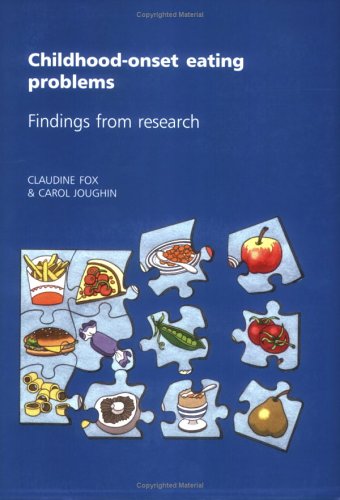 Copyrighted Material
Childhood-onset eating
problems
Findings from research
CLAUDINE FOX
& CAROL JOUGHIN
Copyrighted Material